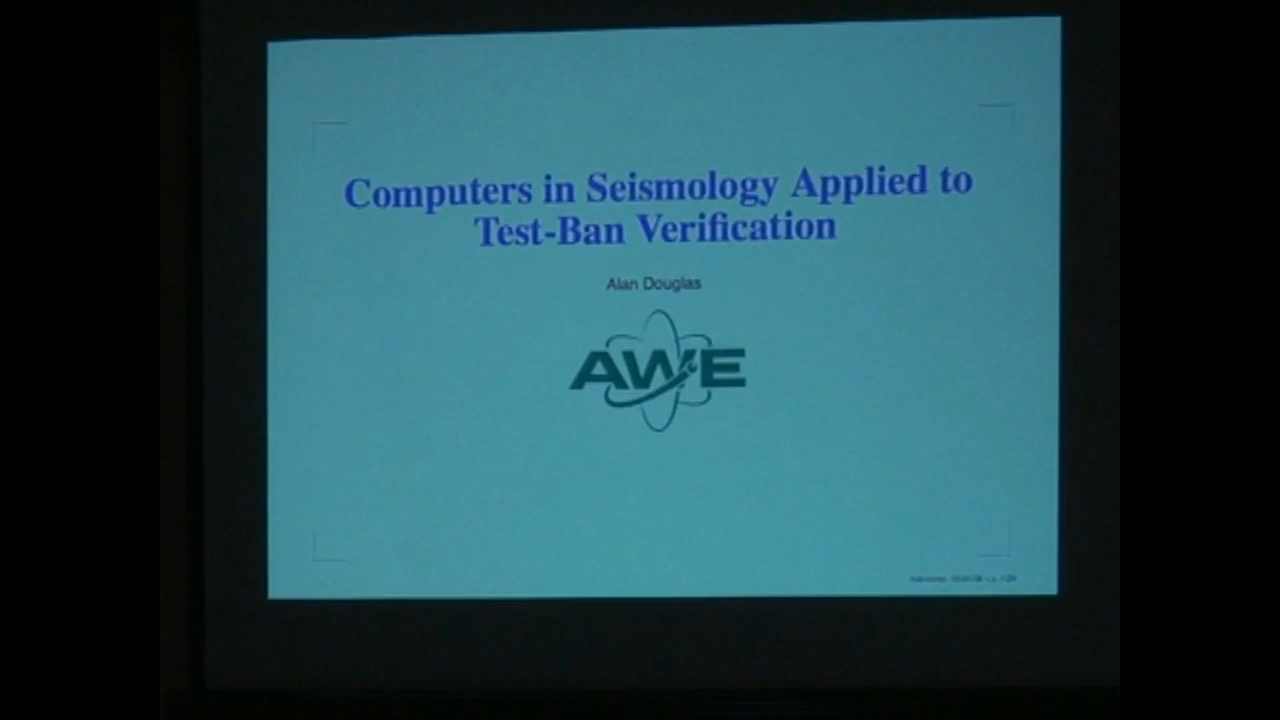 Computers in Seismology Applied to
Test-Ban Verification
Alan Douglas
AWE